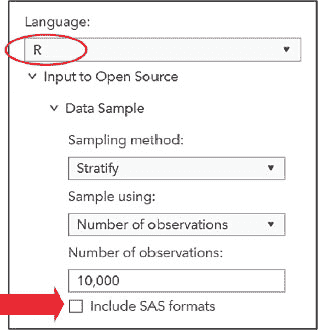 Language:
R
Input to Open Source
Data Sample
Sampling method:
Stratify
Sample using:
Number of observations
Number of observations:
10,000
Include SAS formats